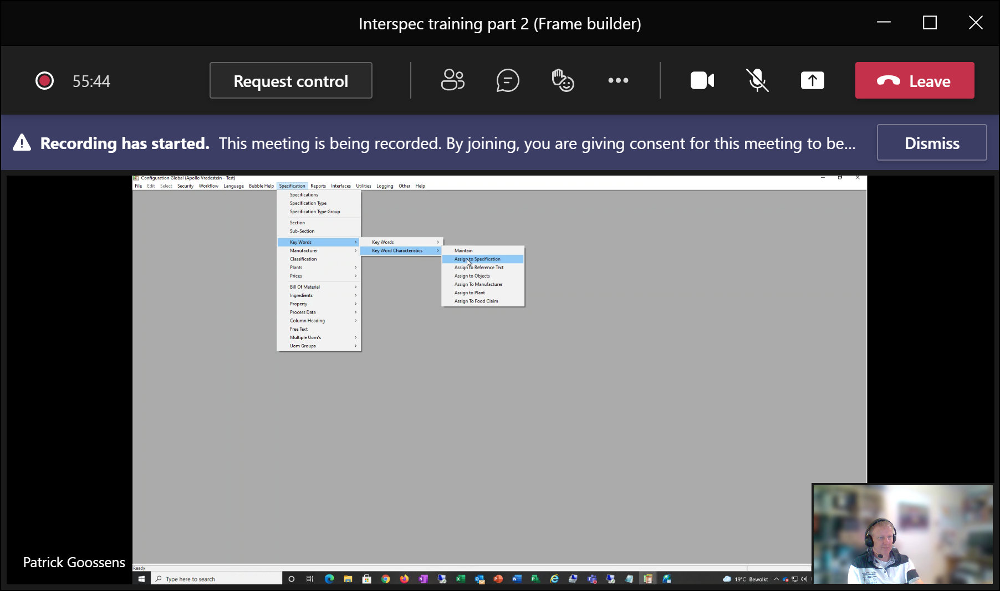 Interspec training part 2 (Frame builder)
55:44
Request control
Leave
Recording has started. This meeting is being recorded. By joining, you are giving consent for this meeting to be...
Dismiss
Configuration Global (Apollo Vredestein - Test)
File Edit Select Security Workflow Language Bubble Help Specification Reports Interfaces Utilities Logging Other Help
Specifications
Specification Type
Specification Type Group
Section
Sub-Section
Key Words
Manufacturer
Classification
Plants
Prices
Bill Of Material
Ingredients
Property
Process Data
Column Heading
Free Text
Multiple Uom's
Uom Groups
Key Words
Key Word Characteristics
Maintain
Assign to Specification
Assign to Reference Text
Assign to Objects
Assign To Manufacturer
Assign to Plant
Assign To Food Claim
Patrick Goossens
Ready
Type here to search
19°C Bewolkt